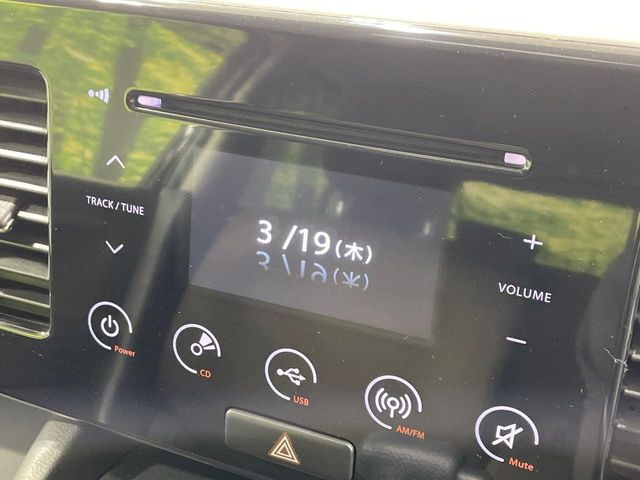 TRACK / TUNE
3/19(木)
+
VOLUME
−
Power
CD
USB
AM/FM
Mute